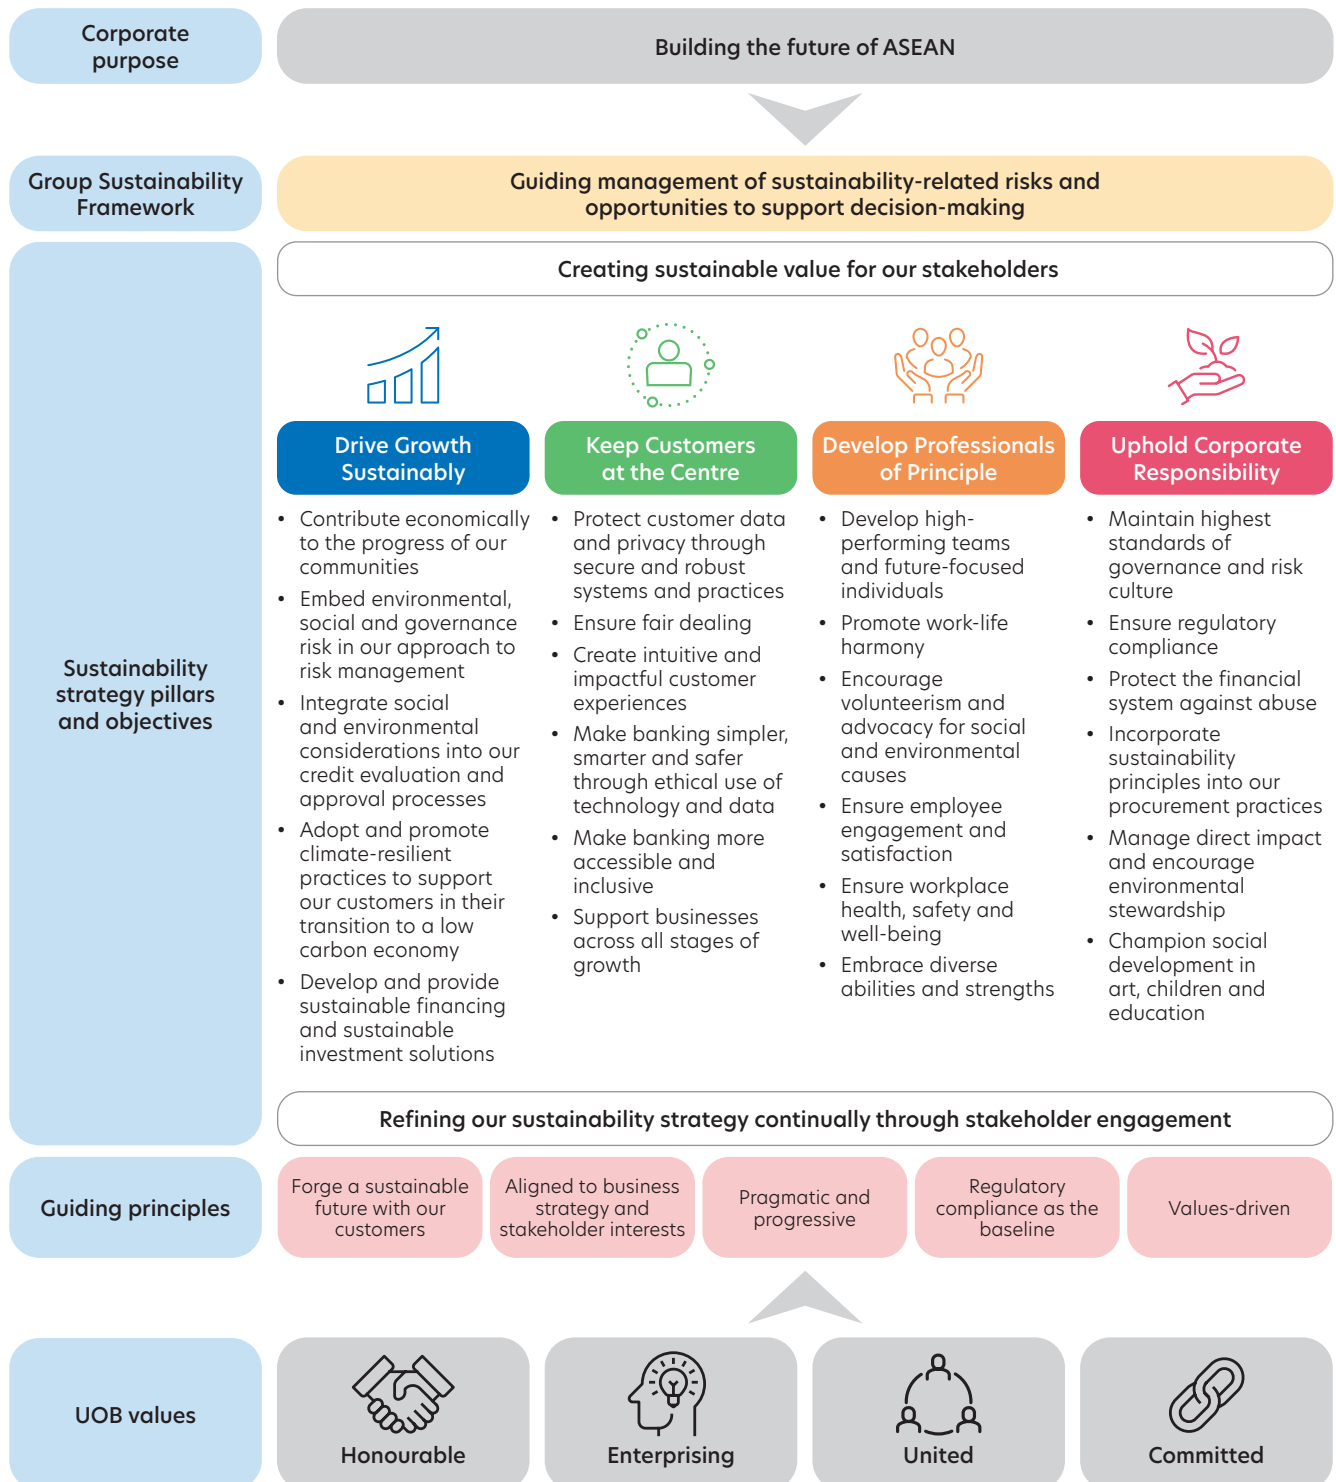 Corporate
purpose
Building the future of ASEAN
Group Sustainability
Framework
Guiding management of sustainability-related risks and
opportunities to support decision-making
Sustainability
strategy pillars
and objectives
Creating sustainable value for our stakeholders
Drive Growth
Sustainably
• Contribute economically
to the progress of our
communities
• Embed environmental,
social and governance
risk in our approach to
risk management
• Integrate social
and environmental
considerations into our
credit evaluation and
approval processes
• Adopt and promote
climate-resilient
practices to support
our customers in their
transition to a low
carbon economy
• Develop and provide
sustainable financing
and sustainable
investment solutions
Keep Customers
at the Centre
• Protect customer data
and privacy through
secure and robust
systems and practices
• Ensure fair dealing
• Create intuitive and
impactful customer
experiences
• Make banking simpler,
smarter and safer
through ethical use of
technology and data
• Make banking more
accessible and
inclusive
• Support businesses
across all stages of
growth
Develop Professionals
of Principle
• Develop high-
performing teams
and future-focused
individuals
• Promote work-life
harmony
• Encourage
volunteerism and
advocacy for social
and environmental
causes
• Ensure employee
engagement and
satisfaction
• Ensure workplace
health, safety and
well-being
• Embrace diverse
abilities and strengths
Uphold Corporate
Responsibility
• Maintain highest
standards of
governance and risk
culture
• Ensure regulatory
compliance
• Protect the financial
system against abuse
• Incorporate
sustainability
principles into our
procurement practices
• Manage direct impact
and encourage
environmental
stewardship
• Champion social
development in
art, children and
education
Refining our sustainability strategy continually through stakeholder engagement
Guiding principles
Forge a sustainable
future with our
customers
Aligned to business
strategy and
stakeholder interests
Pragmatic and
progressive
Regulatory
compliance as the
baseline
Values-driven
UOB values
Honourable
Enterprising
United
Committed